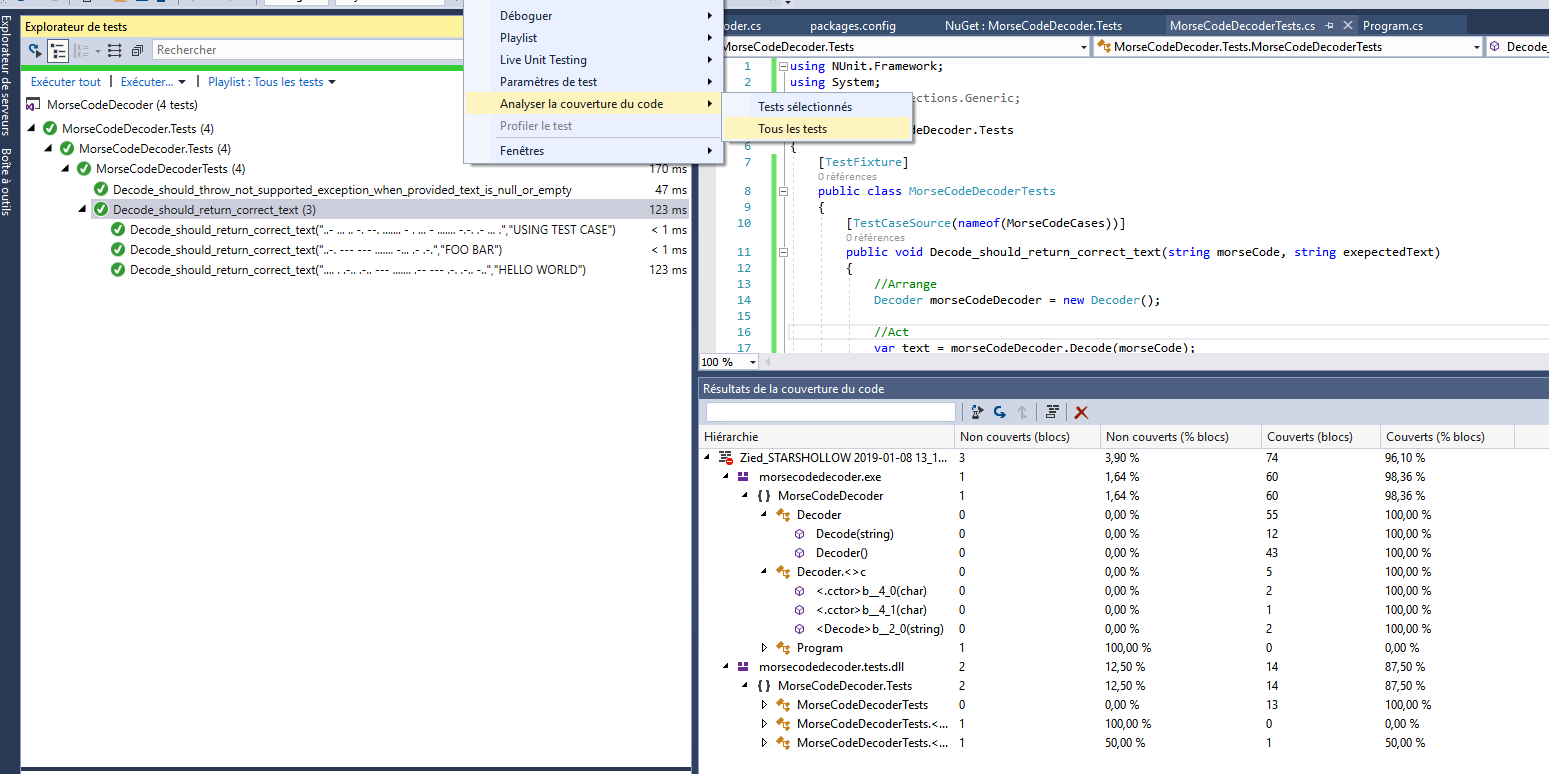 Explorateur de serveurs
Boîte à outils
Explorateur de tests
Rechercher
Exécuter tout | Exécuter... | Playlist : Tous les tests
MorseCodeDecoder (4 tests)
MorseCodeDecoder.Tests (4)
MorseCodeDecoder.Tests (4)
MorseCodeDecoderTests (4) 170 ms
Decode_should_throw_not_supported_exception_when_provided_text_is_null_or_empty 47 ms
Decode_should_return_correct_text (3) 123 ms
Decode_should_return_correct_text("..- ... .. -. --. ....... - . ... - ....... -.-. .- ... .","USING TEST CASE") < 1 ms
Decode_should_return_correct_text("..-. --- --- ....... -... .- .-.","FOO BAR") < 1 ms
Decode_should_return_correct_text(".... . .-.. .-.. --- ....... .-- --- .-. .-.. -..","HELLO WORLD") 123 ms
Déboguer
Playlist
Live Unit Testing
Paramètres de test
Analyser la couverture du code
Profiler le test
Fenêtres
Tests sélectionnés
Tous les tests
oder.cs packages.config NuGet : MorseCodeDecoder.Tests MorseCodeDecoderTests.cs Program.cs
MorseCodeDecoder.Tests MorseCodeDecoder.Tests.MorseCodeDecoderTests Decode_
1 using NUnit.Framework;
2 using System;
ections.Generic;
eDecoder.Tests
6 {
7 [TestFixture]
0 références
8 public class MorseCodeDecoderTests
9 {
10 [TestCaseSource(nameof(MorseCodeCases))]
0 références
11 public void Decode_should_return_correct_text(string morseCode, string exepectedText)
12 {
13 //Arrange
14 Decoder morseCodeDecoder = new Decoder();
15
16 //Act
17 var text = morseCodeDecoder.Decode(morseCode);
100 %
Résultats de la couverture du code
Hiérarchie Non couverts (blocs) Non couverts (% blocs) Couverts (blocs) Couverts (% blocs)
Zied_STARSHOLLOW 2019-01-08 13_1... 3 3,90 % 74 96,10 %
morsecodedecoder.exe 1 1,64 % 60 98,36 %
{ } MorseCodeDecoder 1 1,64 % 60 98,36 %
Decoder 0 0,00 % 55 100,00 %
Decode(string) 0 0,00 % 12 100,00 %
Decoder() 0 0,00 % 43 100,00 %
Decoder.<>c 0 0,00 % 5 100,00 %
<.cctor>b__4_0(char) 0 0,00 % 2 100,00 %
<.cctor>b__4_1(char) 0 0,00 % 1 100,00 %
<Decode>b__2_0(string) 0 0,00 % 2 100,00 %
Program 1 100,00 % 0 0,00 %
morsecodedecoder.tests.dll 2 12,50 % 14 87,50 %
{ } MorseCodeDecoder.Tests 2 12,50 % 14 87,50 %
MorseCodeDecoderTests 0 0,00 % 13 100,00 %
MorseCodeDecoderTests.<... 1 100,00 % 0 0,00 %
MorseCodeDecoderTests.<... 1 50,00 % 1 50,00 %